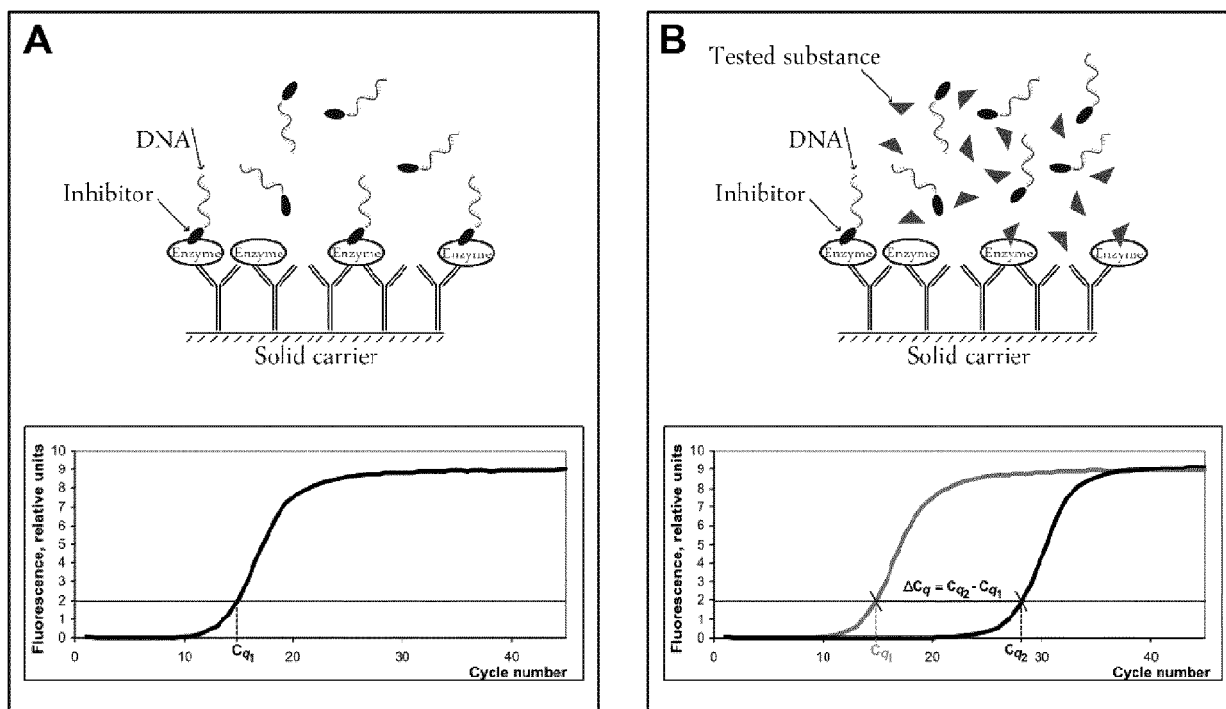 A
DNA
Inhibitor
Enzyme Enzyme Enzyme Enzyme
Solid carrier
Fluorescence, relative units
10
9
8
7
6
5
4
3
2
1
0
0 10 20 30 40
Cq1
Cycle number
B
Tested substance
DNA
Inhibitor
Enzyme Enzyme Enzyme Enzyme
Solid carrier
Fluorescence, relative units
10
9
8
7
6
5
4
3
2
1
0
ΔCq = Cq2 - Cq1
0 10 20 30 40
Cq1 Cq2
Cycle number